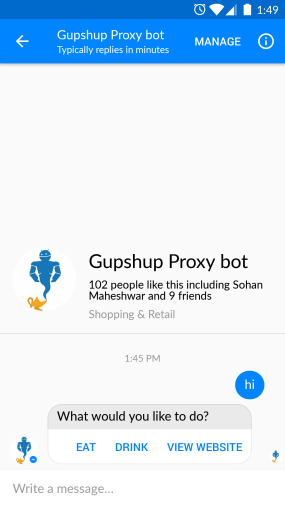 1:49
Gupshup Proxy bot
Typically replies in minutes
MANAGE
Gupshup Proxy bot
102 people like this including Sohan
Maheshwar and 9 friends
Shopping & Retail
1:45 PM
hi
What would you like to do?
EAT DRINK VIEW WEBSITE
Write a message...